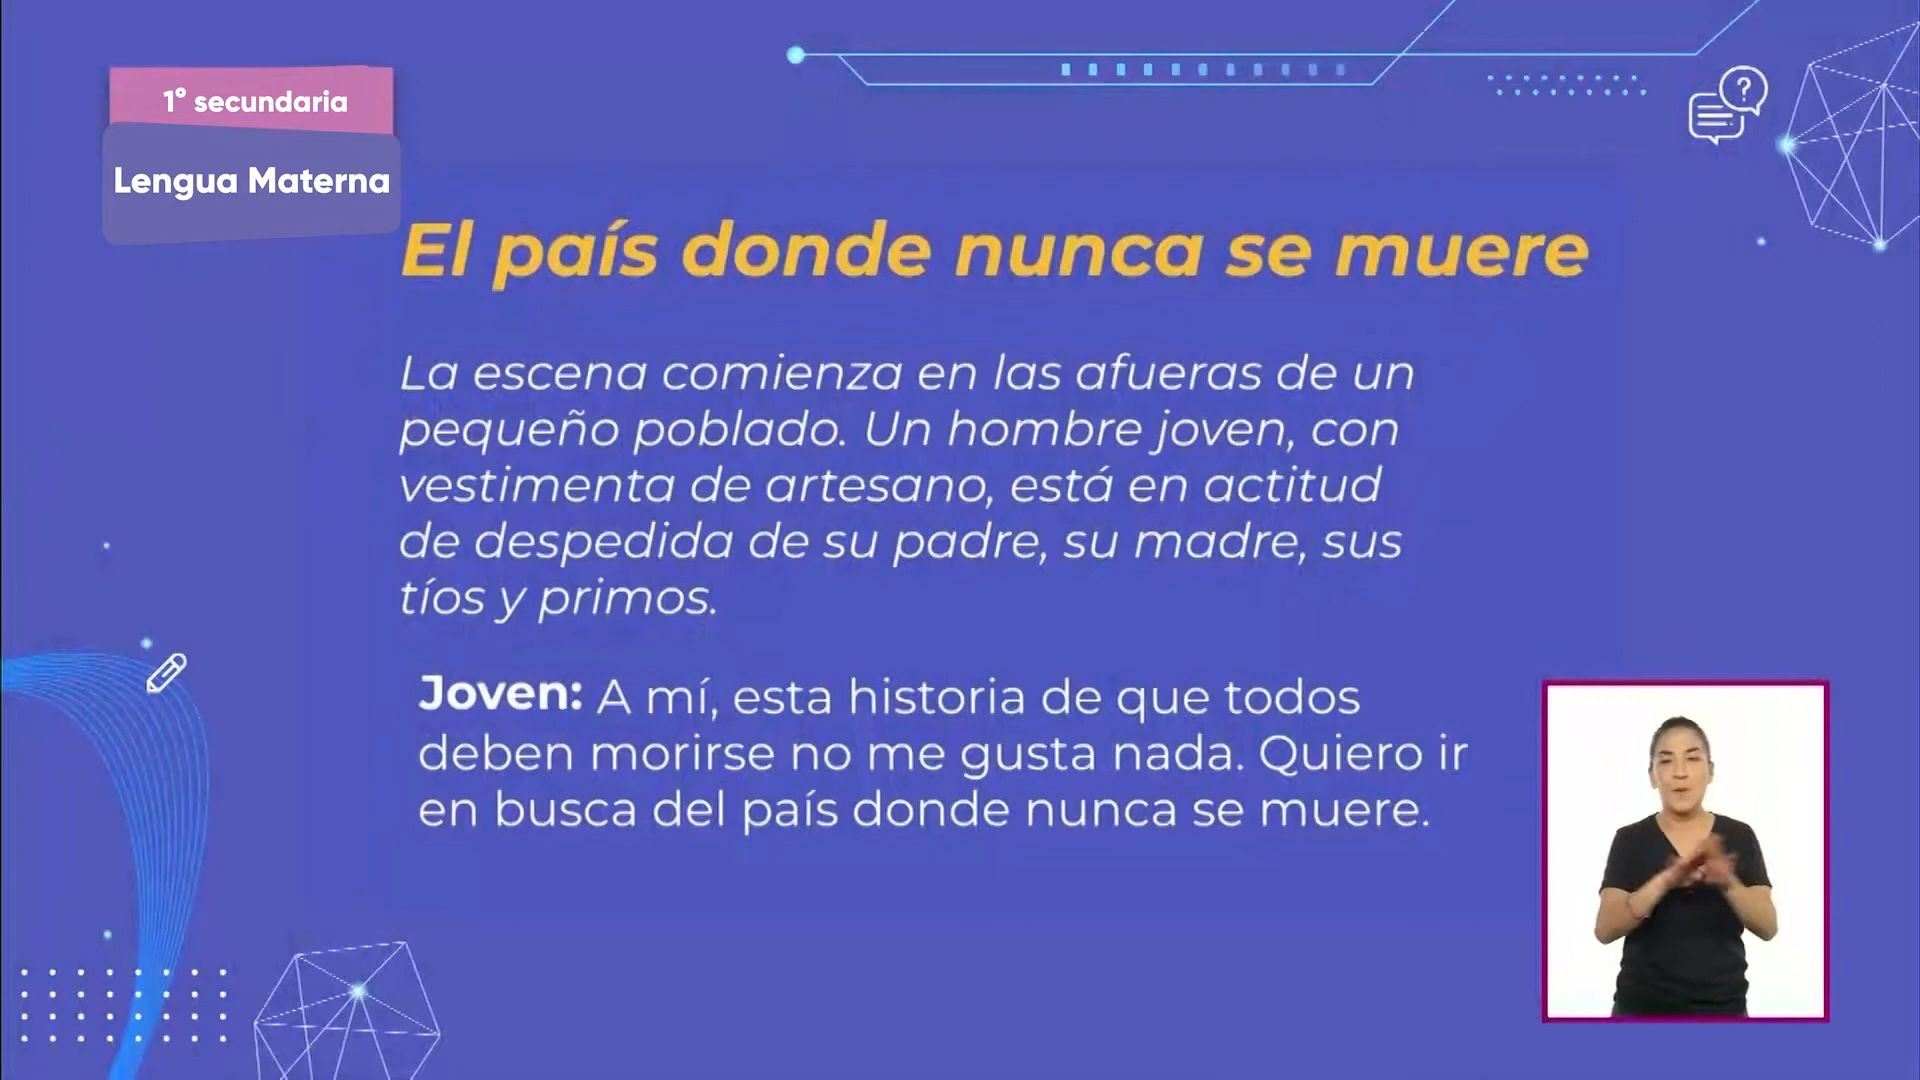 1° secundaria
Lengua Materna
El país donde nunca se muere
La escena comienza en las afueras de un
pequeño poblado. Un hombre joven, con
vestimenta de artesano, está en actitud
de despedida de su padre, su madre, sus
tíos y primos.
Joven: A mí, esta historia de que todos
deben morirse no me gusta nada. Quiero ir
en busca del país donde nunca se muere.